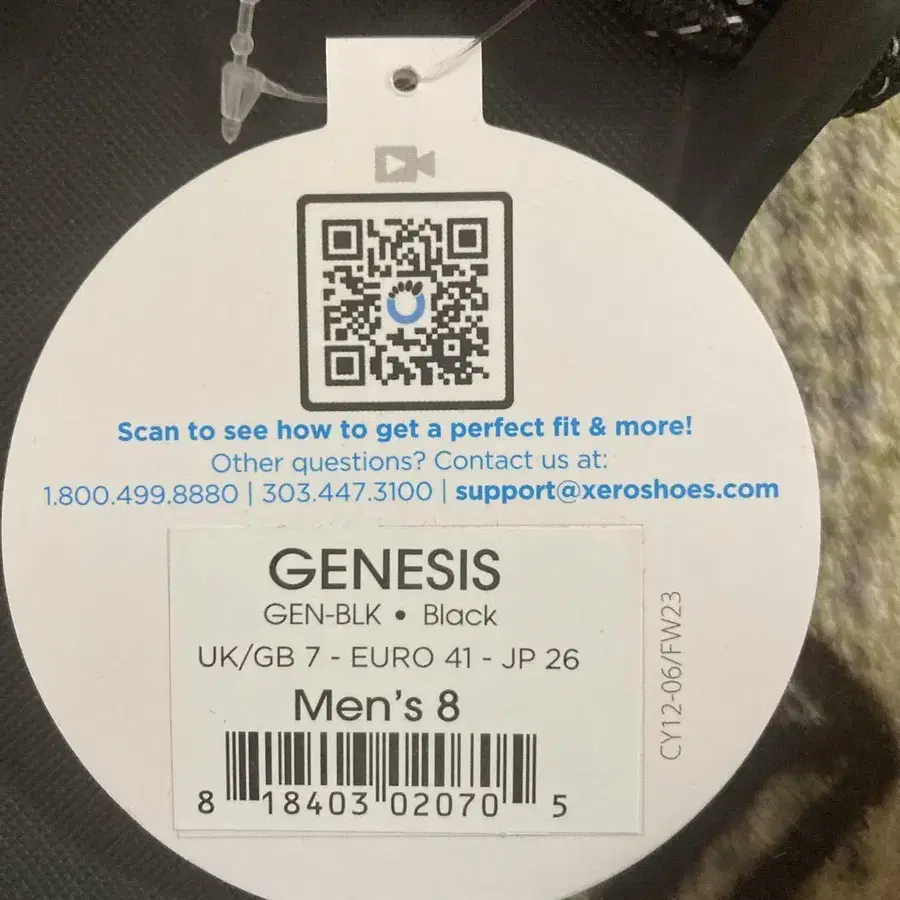 Scan to see how to get a perfect fit & more!
Other questions? Contact us at:
1.800.499.8880 | 303.447.3100 | support@xeroshoes.com
GENESIS
GEN-BLK • Black
UK/GB 7 - EURO 41 - JP 26
Men's 8
8 18403 02070 5
CY12-06/FW23